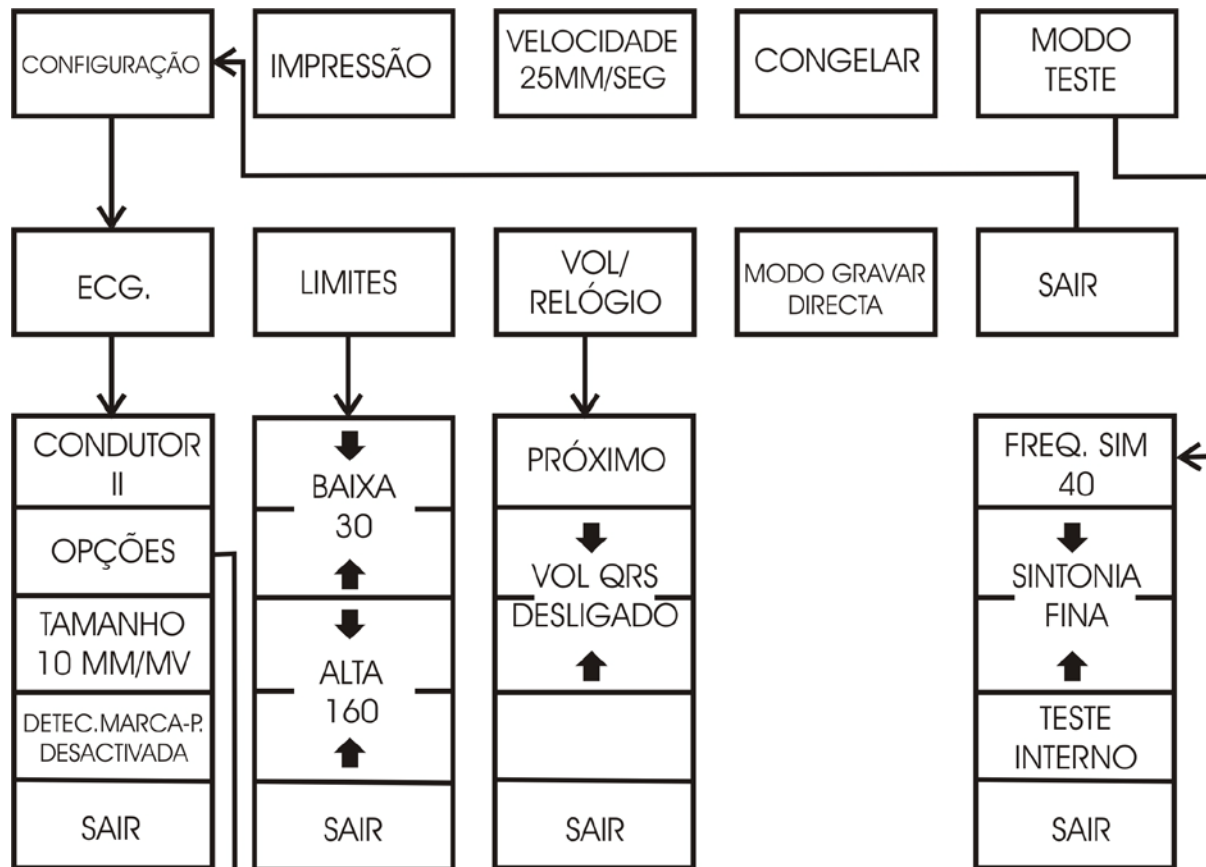 CONFIGURAÇÃO
IMPRESSÃO
VELOCIDADE
25MM/SEG
CONGELAR
MODO
TESTE
ECG.
LIMITES
VOL/
RELÓGIO
MODO GRAVAR
DIRECTA
SAIR
CONDUTOR
II
OPÇÕES
TAMANHO
10 MM/MV
DETEC.MARCA-P.
DESACTIVADA
SAIR
BAIXA
30
ALTA
160
SAIR
PRÓXIMO
VOL QRS
DESLIGADO
SAIR
FREQ. SIM
40
SINTONIA
FINA
TESTE
INTERNO
SAIR